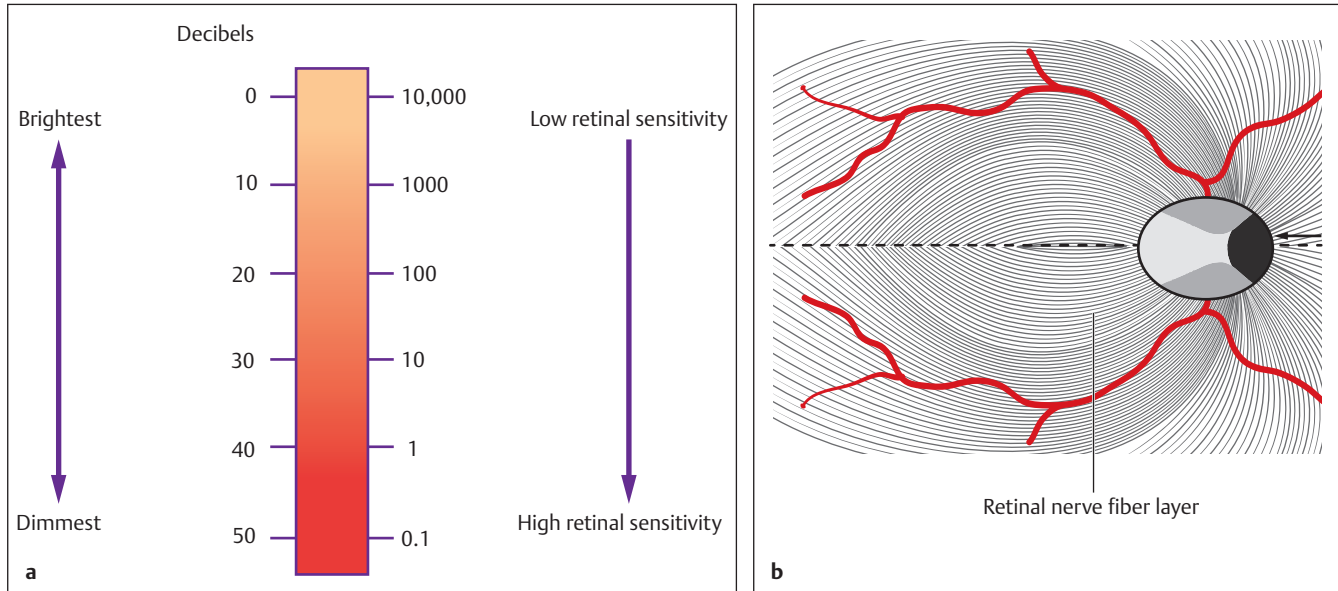 Decibels
0 10,000
Brightest Low retinal sensitivity
10 1000
20 100
30 10
40 1
Dimmest High retinal sensitivity
50 0.1
a
Retinal nerve fiber layer
b